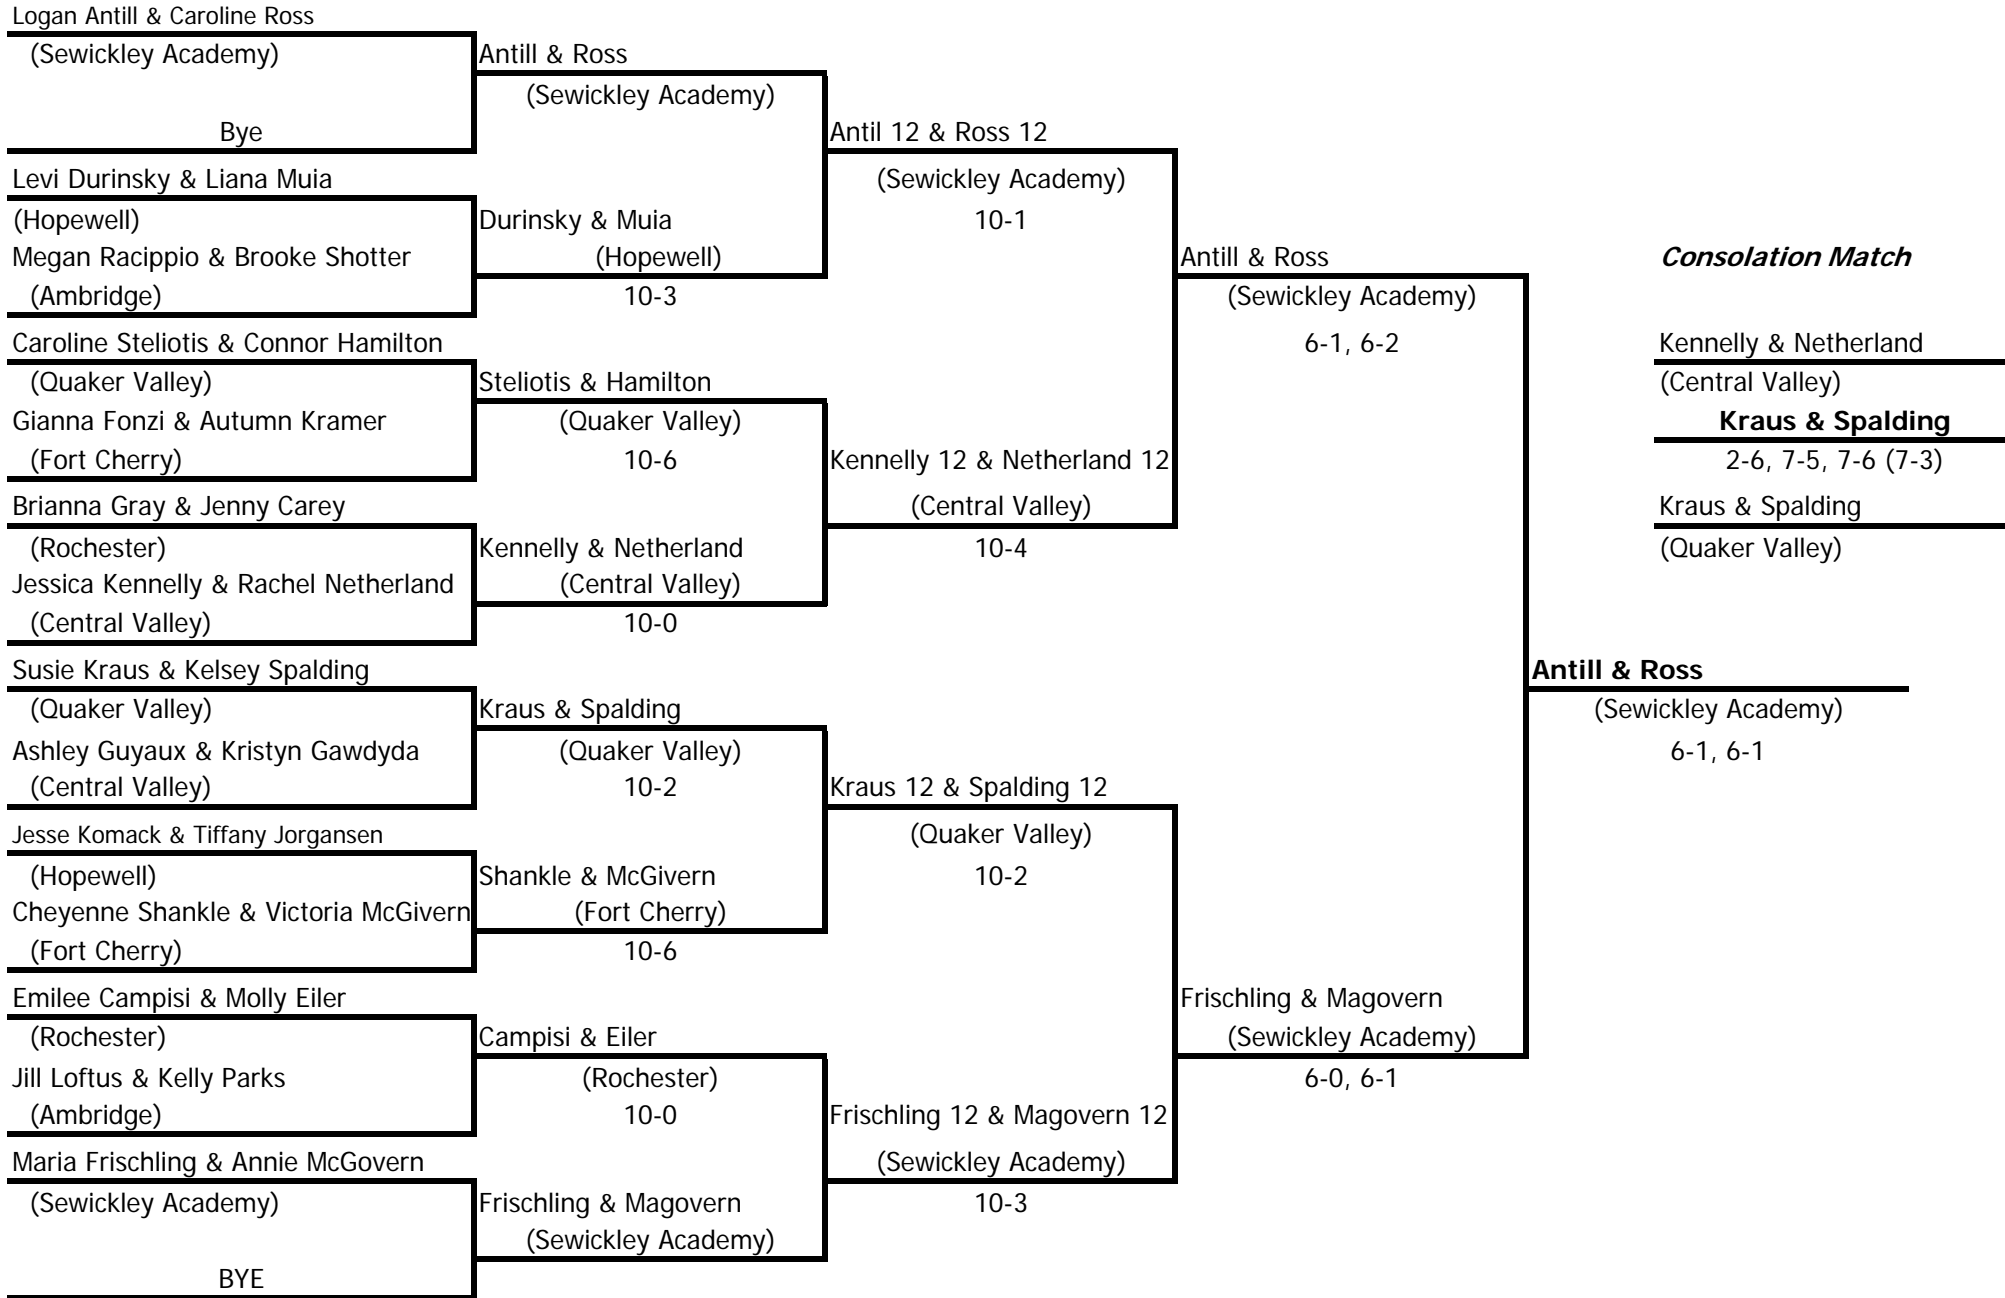 Logan Antill & Caroline Ross
(Sewickley Academy)
Bye
Levi Durinsky & Liana Muia
(Hopewell)
Megan Racippio & Brooke Shotter
(Ambridge)
Caroline Steliotis & Connor Hamilton
(Quaker Valley)
Gianna Fonzi & Autumn Kramer
(Fort Cherry)
Brianna Gray & Jenny Carey
(Rochester)
Jessica Kennelly & Rachel Netherland
(Central Valley)
Susie Kraus & Kelsey Spalding
(Quaker Valley)
Ashley Guyaux & Kristyn Gawdyda
(Central Valley)
Jesse Komack & Tiffany Jorgansen
(Hopewell)
Cheyenne Shankle & Victoria McGivern
(Fort Cherry)
Emilee Campisi & Molly Eiler
(Rochester)
Jill Loftus & Kelly Parks
(Ambridge)
Maria Frischling & Annie McGovern
(Sewickley Academy)
BYE
Antill & Ross
(Sewickley Academy)
Durinsky & Muia
(Hopewell)
10-3
Steliotis & Hamilton
(Quaker Valley)
10-6
Kennelly & Netherland
(Central Valley)
10-0
Kraus & Spalding
(Quaker Valley)
10-2
Shankle & McGivern
(Fort Cherry)
10-6
Campisi & Eiler
(Rochester)
10-0
Frischling & Magovern
(Sewickley Academy)
Antil 12 & Ross 12
(Sewickley Academy)
10-1
Kennelly 12 & Netherland 12
(Central Valley)
10-4
Kraus 12 & Spalding 12
(Quaker Valley)
10-2
Frischling 12 & Magovern 12
(Sewickley Academy)
10-3
Antill & Ross
(Sewickley Academy)
6-1, 6-2
Frischling & Magovern
(Sewickley Academy)
6-0, 6-1
Antill & Ross
(Sewickley Academy)
6-1, 6-1
Consolation Match
Kennelly & Netherland
(Central Valley)
Kraus & Spalding
2-6, 7-5, 7-6 (7-3)
Kraus & Spalding
(Quaker Valley)